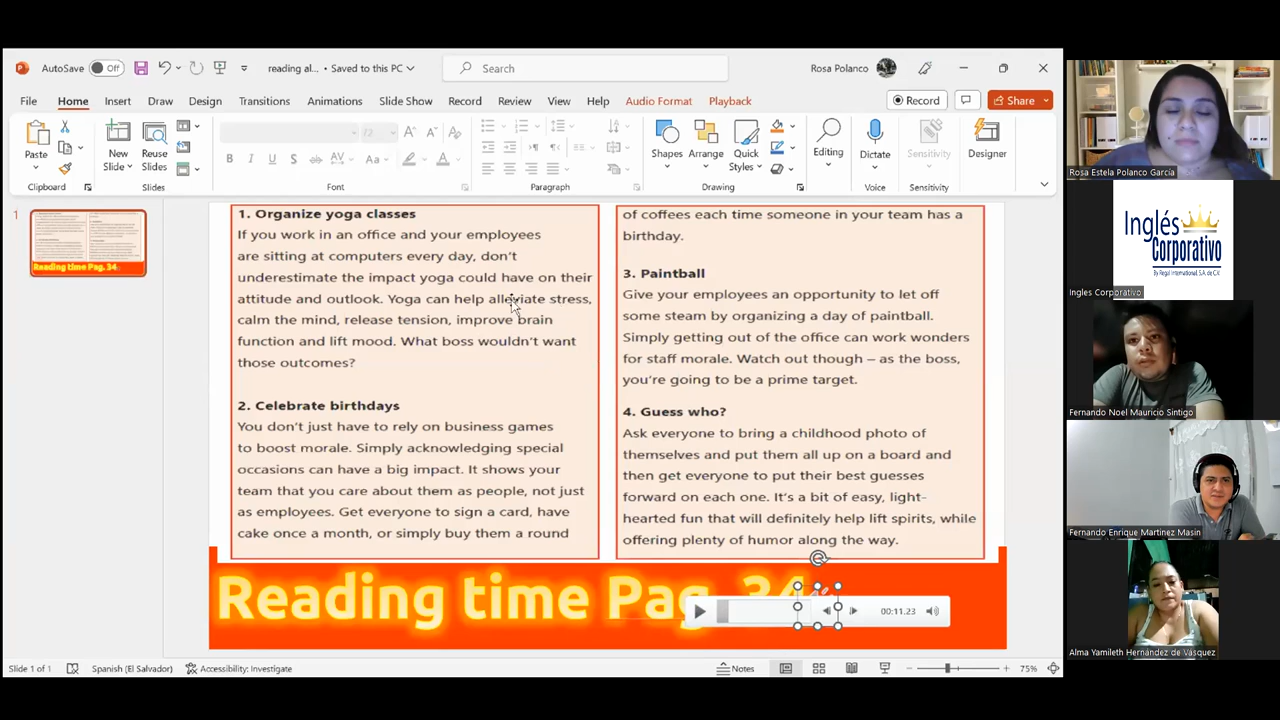 AutoSave Off reading al... • Saved to this PC Search Rosa Polanco
File Home Insert Draw Design Transitions Animations Slide Show Record Review View Help Audio Format Playback Record Share
Paste New Slide Reuse Slides Shapes Arrange Quick Styles Editing Dictate Sensitivity Designer
Clipboard Slides Font Paragraph Drawing Voice Sensitivity Designer
1
Reading time Pag. 34
1. Organize yoga classes
If you work in an office and your employees
are sitting at computers every day, don't
underestimate the impact yoga could have on their
attitude and outlook. Yoga can help alleviate stress,
calm the mind, release tension, improve brain
function and lift mood. What boss wouldn't want
those outcomes?
2. Celebrate birthdays
You don't just have to rely on business games
to boost morale. Simply acknowledging special
occasions can have a big impact. It shows your
team that you care about them as people, not just
as employees. Get everyone to sign a card, have
cake once a month, or simply buy them a round
of coffees each time someone in your team has a
birthday.
3. Paintball
Give your employees an opportunity to let off
some steam by organizing a day of paintball.
Simply getting out of the office can work wonders
for staff morale. Watch out though – as the boss,
you're going to be a prime target.
4. Guess who?
Ask everyone to bring a childhood photo of
themselves and put them all up on a board and
then get everyone to put their best guesses
forward on each one. It's a bit of easy, light-
hearted fun that will definitely help lift spirits, while
offering plenty of humor along the way.
Reading time Pag. 34
00:11.23
Slide 1 of 1 Spanish (El Salvador) Accessibility: Investigate Notes 75%
Rosa Estela Polanco García
Inglés
Corporativo
By Regal International, S.A. de C.V.
Ingles Corporativo
Fernando Noel Mauricio Sintigo
Fernando Enrique Martinez Masin
Alma Yamileth Hernández de Vasquez